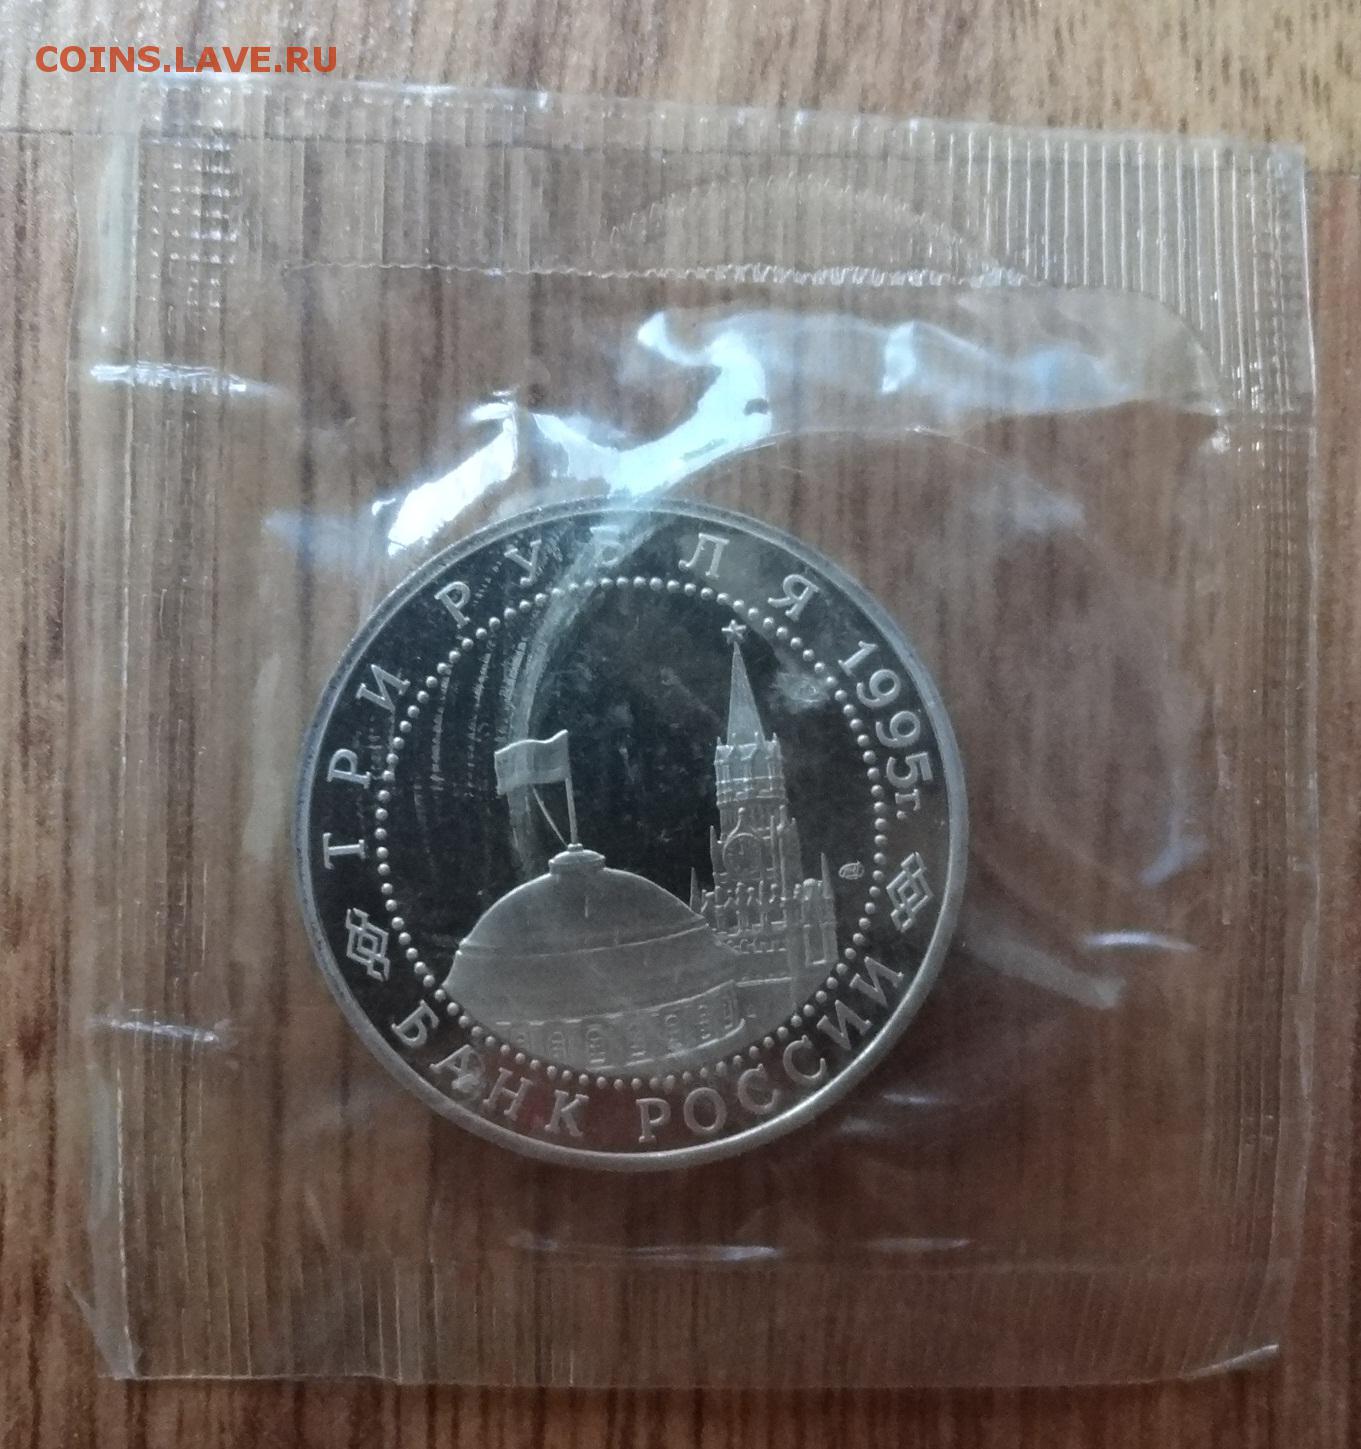 COINS.LAVE.RU
ТРИ РУБЛЯ 1995г.
БАНК РОССИИ